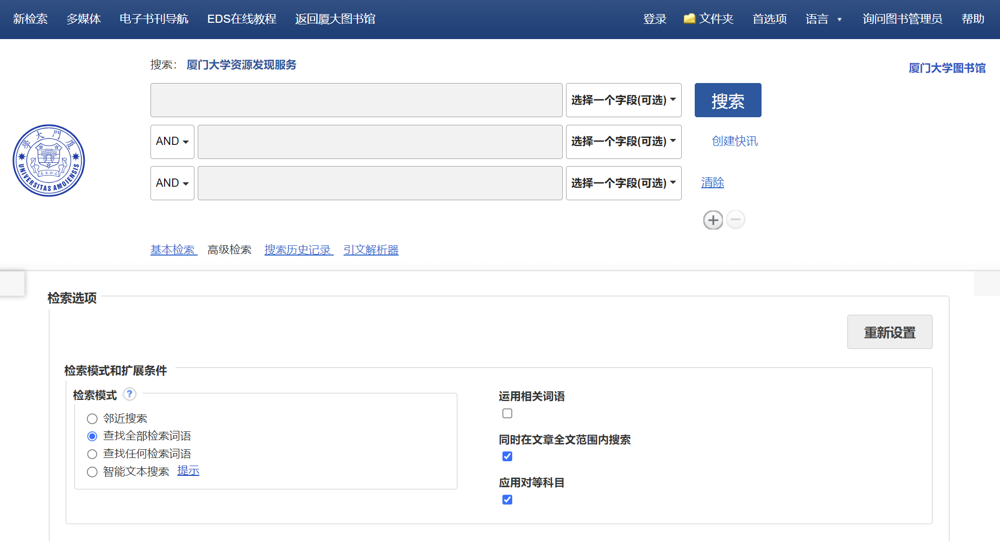 新检索 多媒体 电子书刊导航 EDS在线教程 返回厦大图书馆 登录 文件夹 首选项 语言 询问图书管理员 帮助
搜索: 厦门大学资源发现服务
厦门大学图书馆
选择一个字段(可选) 搜索
AND 选择一个字段(可选) 创建快讯
AND 选择一个字段(可选) 清除
廈門大學
UNIVERSITAS AMOIENSIS
基本检索 高级检索 搜索历史记录 引文解析器
检索选项
重新设置
检索模式和扩展条件
检索模式 ?
邻近搜索
查找全部检索词语
查找任何检索词语
智能文本搜索 提示
运用相关词语
同时在文章全文范围内搜索
应用对等科目